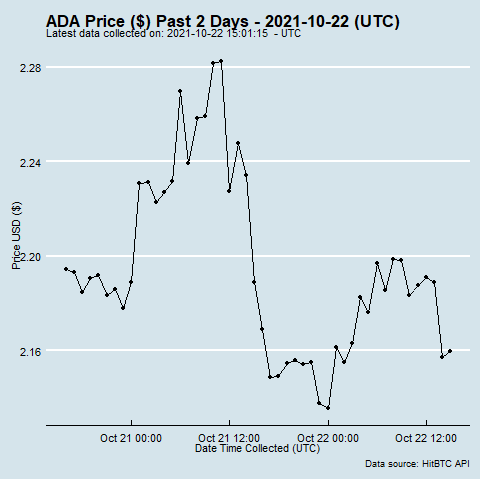 ADA Price ($) Past 2 Days - 2021-10-22 (UTC)
Latest data collected on: 2021-10-22 15:01:15 - UTC
2.28
2.24
2.20
2.16
Price USD ($)
Oct 21 00:00
Oct 21 12:00
Oct 22 00:00
Oct 22 12:00
Date Time Collected (UTC)
Data source: HitBTC API